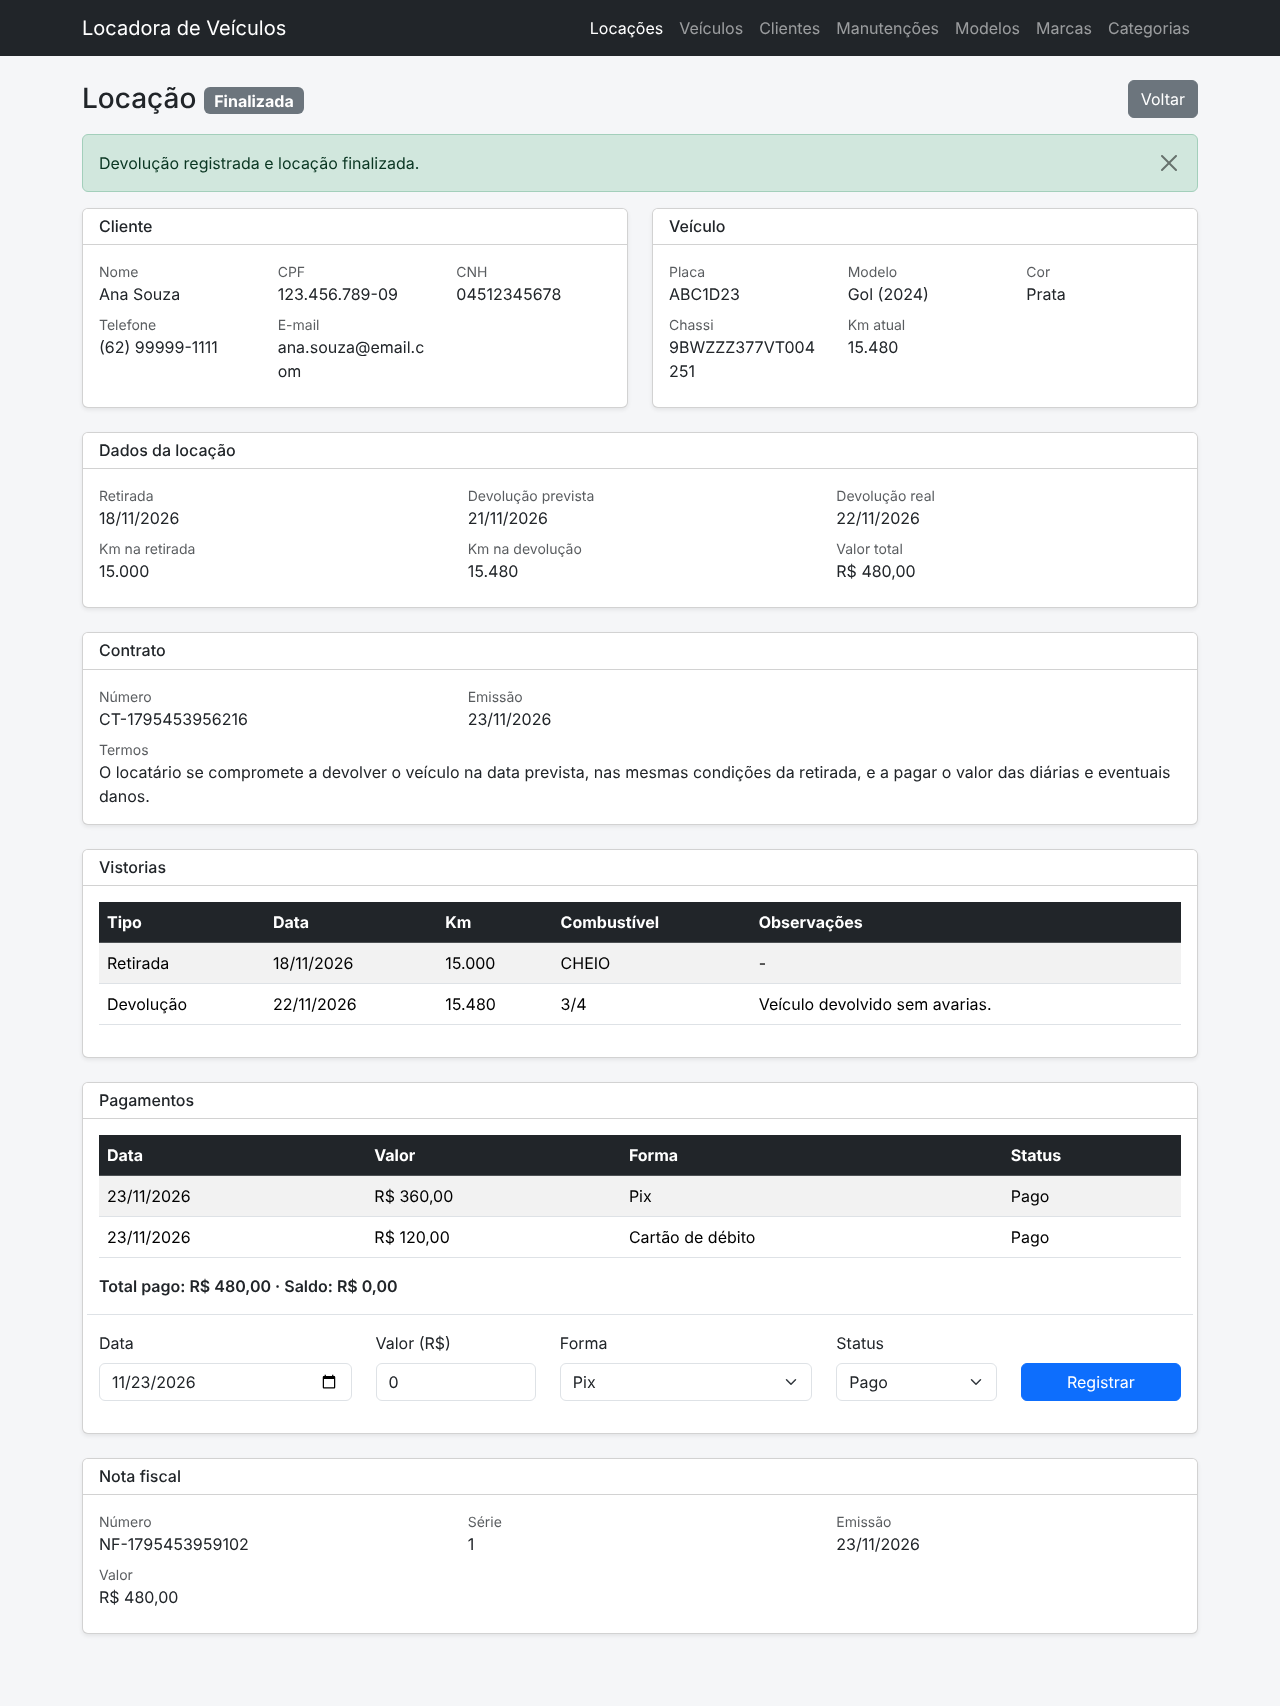 Locadora de Veículos
Locações Veículos Clientes Manutenções Modelos Marcas Categorias
Locação Finalizada
Voltar
Devolução registrada e locação finalizada.
Cliente
Nome CPF CNH
Ana Souza 123.456.789-09 04512345678
Telefone E-mail
(62) 99999-1111 ana.souza@email.c
om
Veículo
Placa Modelo Cor
ABC1D23 Gol (2024) Prata
Chassi Km atual
9BWZZZ377VT004 15.480
251
Dados da locação
Retirada Devolução prevista Devolução real
18/11/2026 21/11/2026 22/11/2026
Km na retirada Km na devolução Valor total
15.000 15.480 R$ 480,00
Contrato
Número Emissão
CT-1795453956216 23/11/2026
Termos
O locatário se compromete a devolver o veículo na data prevista, nas mesmas condições da retirada, e a pagar o valor das diárias e eventuais
danos.
Vistorias
Tipo Data Km Combustível Observações
Retirada 18/11/2026 15.000 CHEIO -
Devolução 22/11/2026 15.480 3/4 Veículo devolvido sem avarias.
Pagamentos
Data Valor Forma Status
23/11/2026 R$ 360,00 Pix Pago
23/11/2026 R$ 120,00 Cartão de débito Pago
Total pago: R$ 480,00 · Saldo: R$ 0,00
Data Valor (R$) Forma Status
11/23/2026 0 Pix Pago Registrar
Nota fiscal
Número Série Emissão
NF-1795453959102 1 23/11/2026
Valor
R$ 480,00